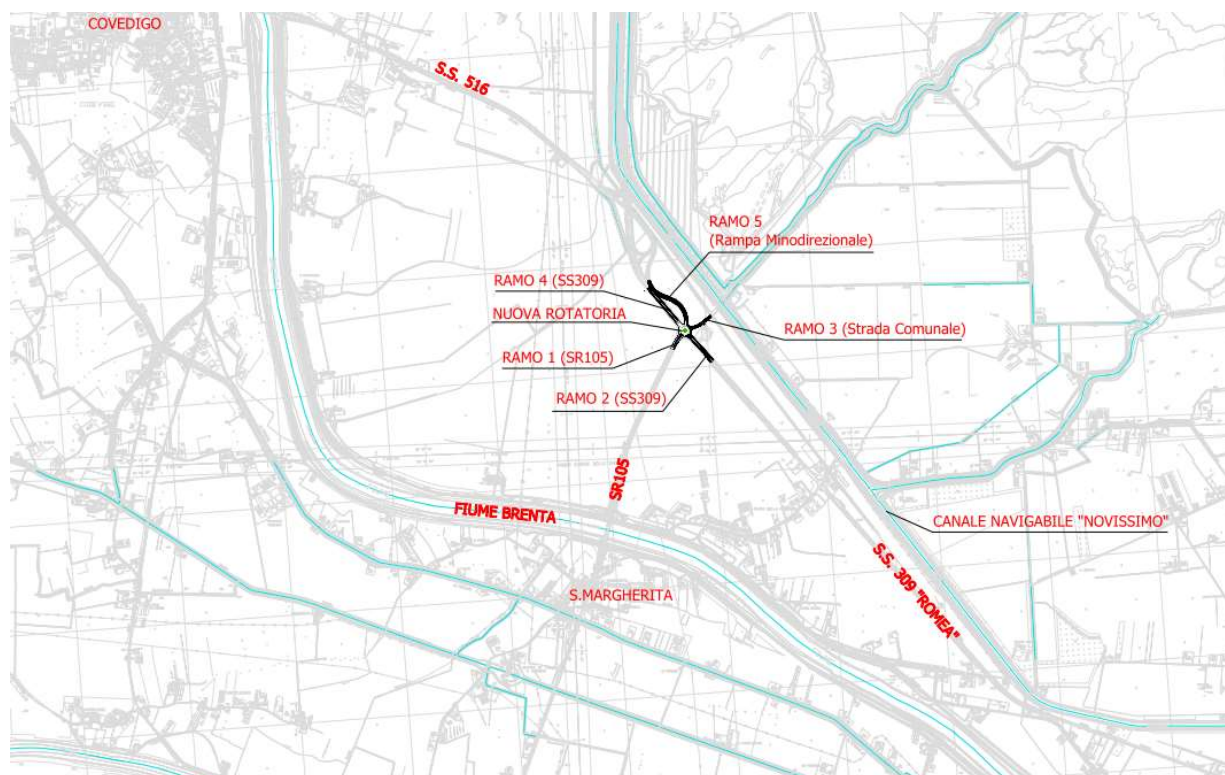 COVEDIGO
S.S. 516
RAMO 5
(Rampa Minodirezionale)
RAMO 4 (SS309)
NUOVA ROTATORIA
RAMO 3 (Strada Comunale)
RAMO 1 (SR105)
RAMO 2 (SS309)
SR105
FIUME BRENTA
CANALE NAVIGABILE "NOVISSIMO"
S.S. 309 "ROMEA"
S.MARGHERITA